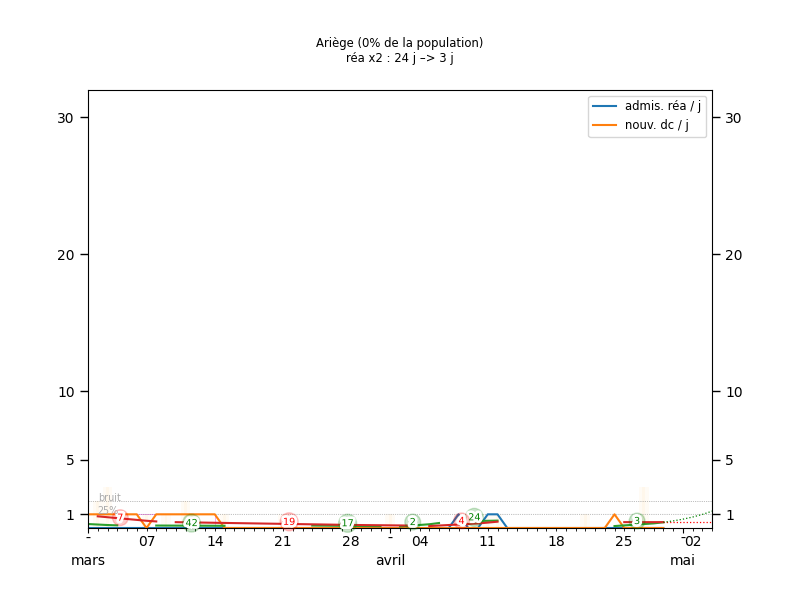 Ariège (0% de la population)
réa x2 : 24 j –> 3 j
admis. réa / j
nouv. dc / j
30 30
20 20
10 10
5 5
bruit
25%
1 1
7 42 19 17 2 4 24 3
- 07 14 21 28 - 04 11 18 25 - 02
mars avril mai